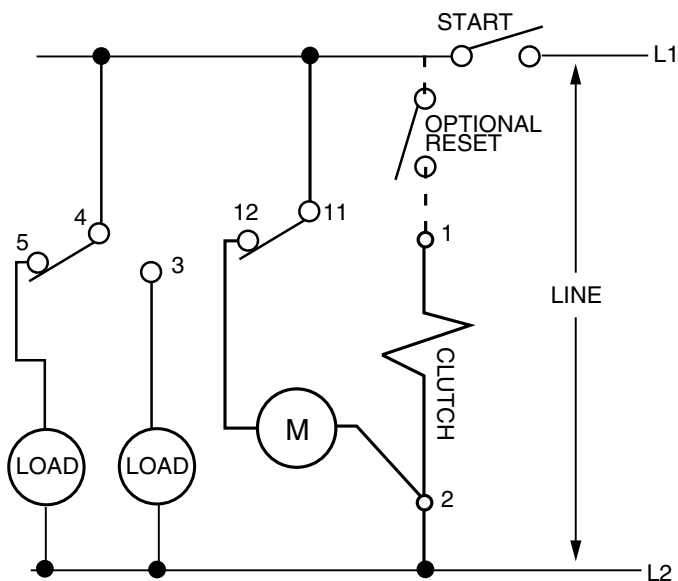 START
L1
OPTIONAL
RESET
4
12
11
5
3
1
LINE
CLUTCH
M
LOAD
LOAD
2
L2